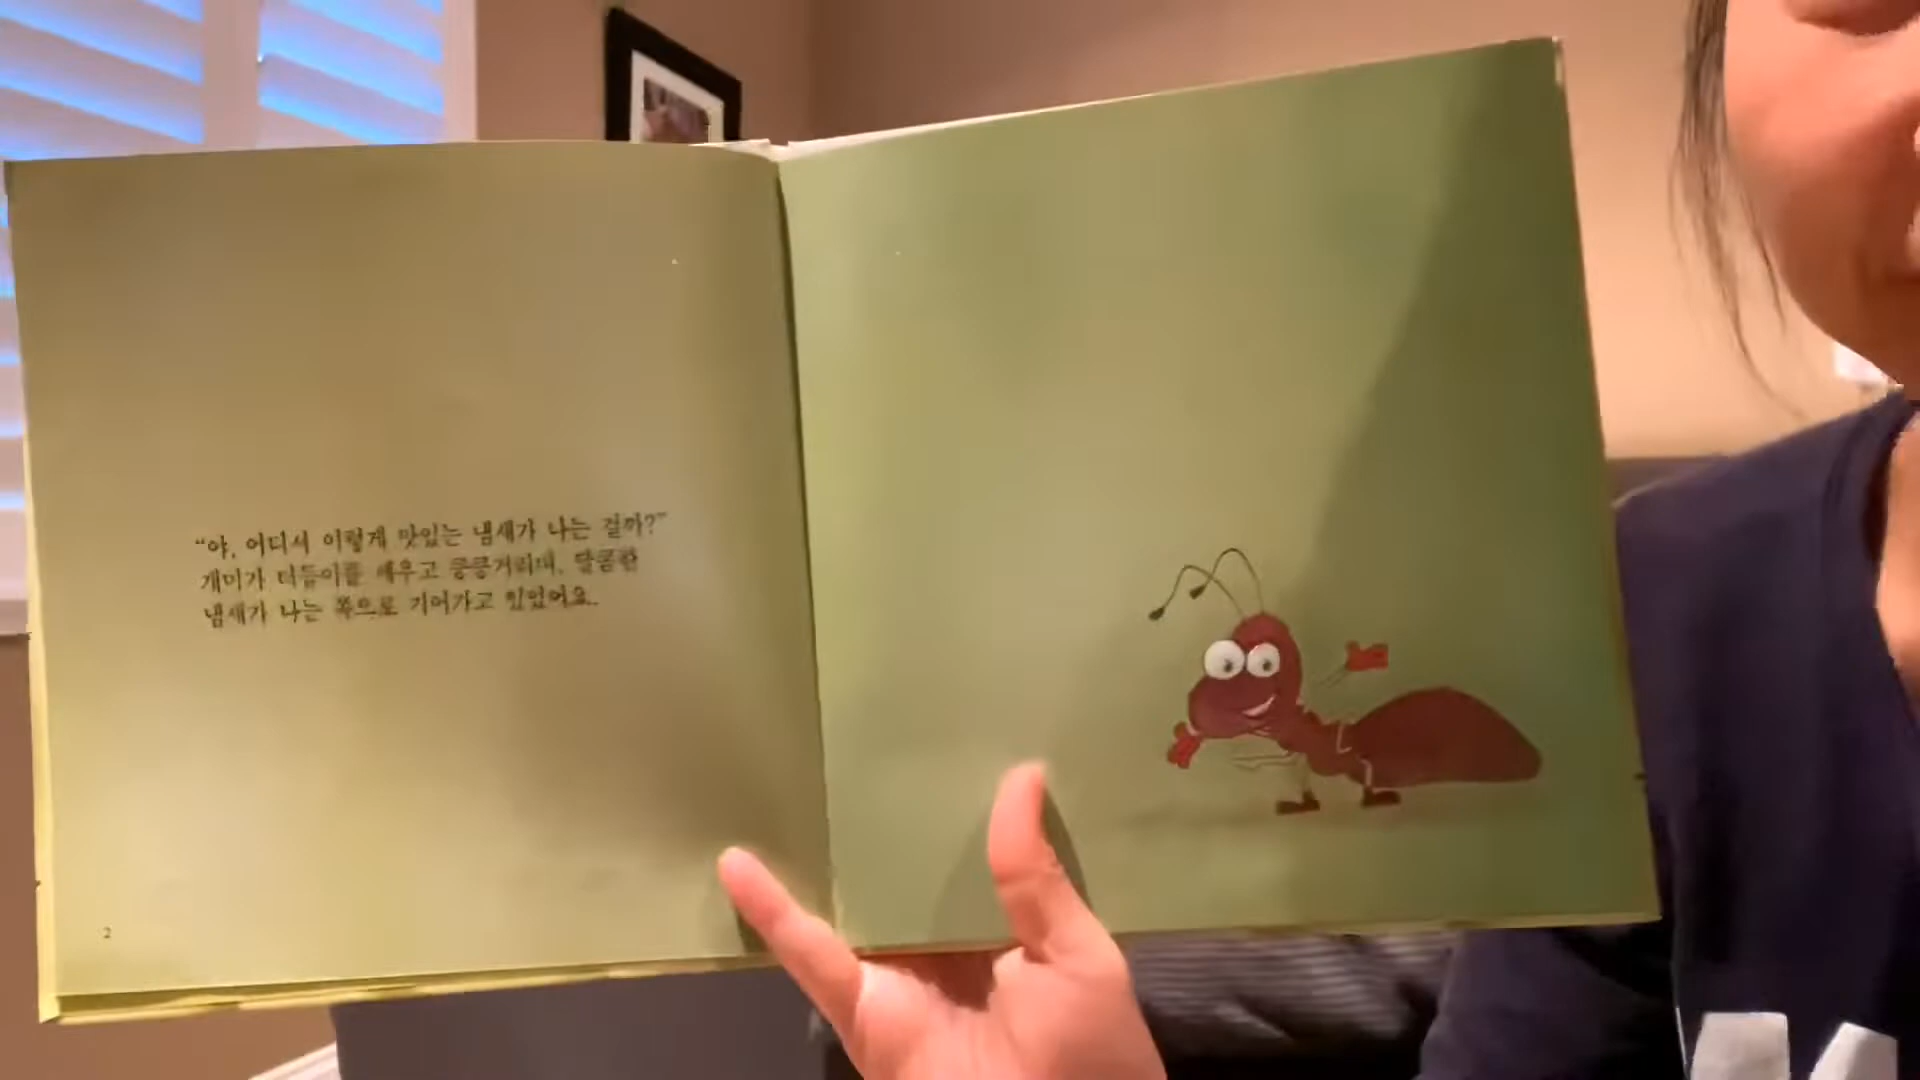 “야, 어디서 이렇게 맛있는 냄새가 나는 걸까?”
개미가 더듬이를 세우고 킁킁거리며, 달콤한
냄새가 나는 쪽으로 기어가고 있었어요.
2